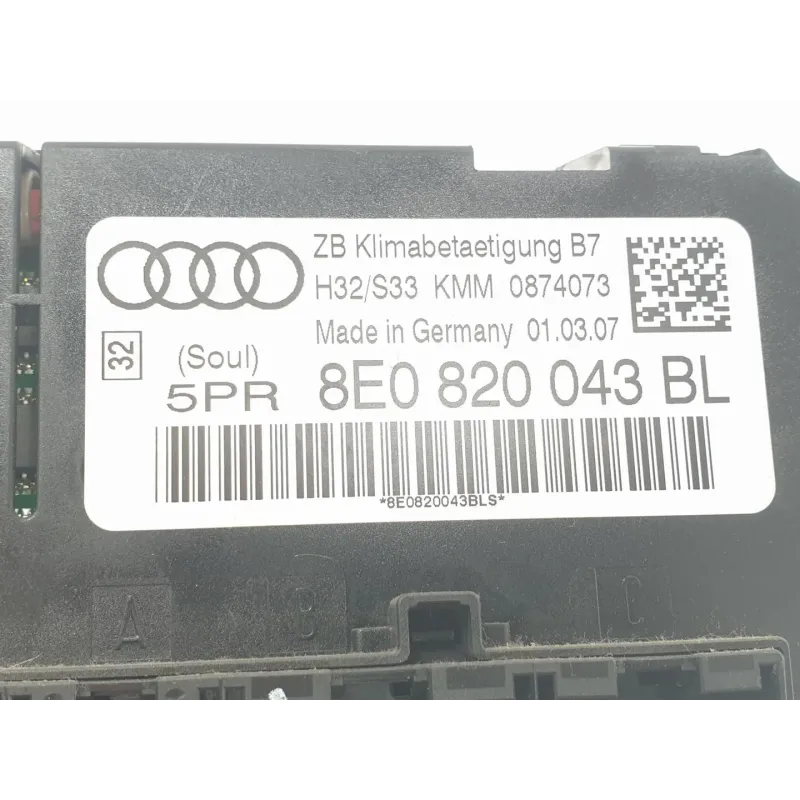 ZB Klimabetaetigung B7
H32/S33 KMM 0874073
Made in Germany 01.03.07
32
(Soul)
5PR 8E0 820 043 BL
*8E0820043BLS*
A B C